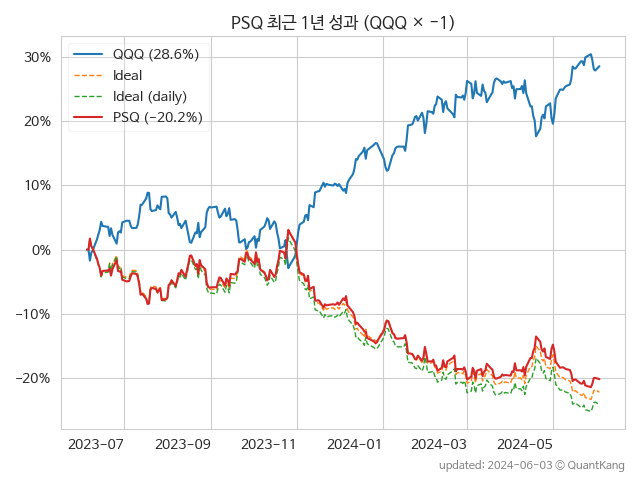 PSQ 최근 1년 성과 (QQQ × −1)
QQQ (28.6%)
Ideal
Ideal (daily)
PSQ (−20.2%)
30%
20%
10%
0%
−10%
−20%
2023-07
2023-09
2023-11
2024-01
2024-03
2024-05
updated: 2024-06-03 ⓒ QuantKang